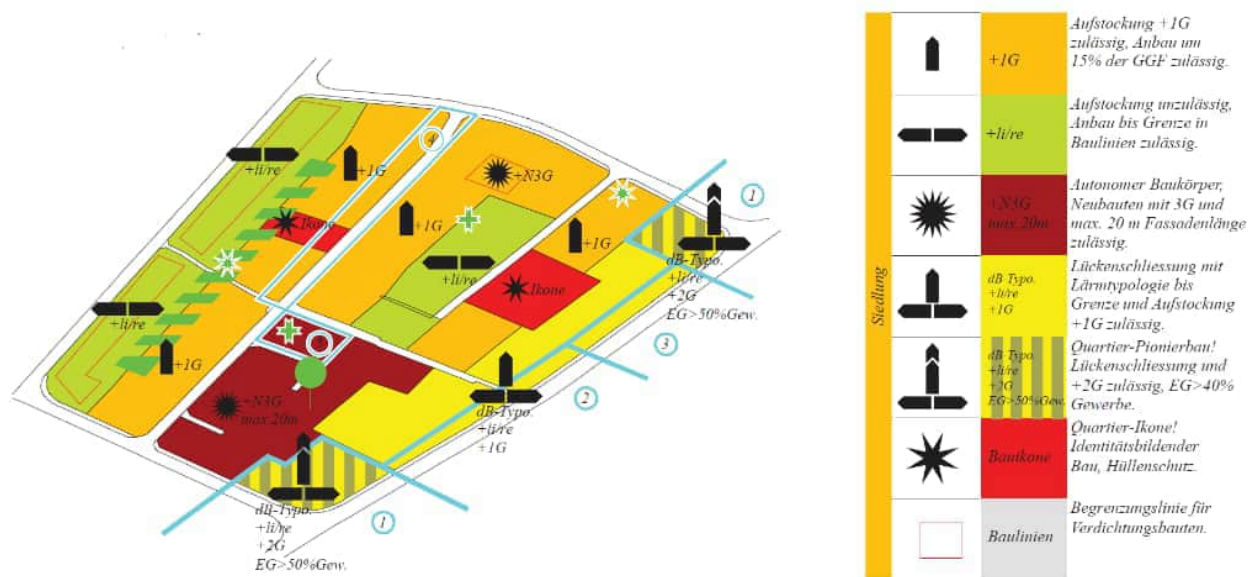 +li/re
+1G
4
+N3G
Ikone
+1G
+1G
1
dB-Typo.
+li/re
+2G
EG>50%Gew.
+li/re
Ikone
+li/re
+1G
3
+N3G
max.20m
dB-Typo.
+li/re
+1G
2
dB-Typo.
+li/re
+2G
EG>50%Gew.
1
Siedlung
+1G
Aufstockung +1G
zulässig, Anbau um
15% der GGF zulässig.
+li/re
Aufstockung unzulässig,
Anbau bis Grenze in
Baulinien zulässig.
+N3G
max.20m
Autonomer Baukörper,
Neubauten mit 3G und
max. 20 m Fassadenlänge
zulässig.
dB-Typo.
+li/re
+1G
Lückenschliessung mit
Lärmtypologie bis
Grenze und Aufstockung
+1G zulässig.
dB-Typo.
+li/re
+2G
EG>50%Gew.
Quartier-Pionierbau!
Lückenschliessung und
+2G zulässig, EG>40%
Gewerbe.
Bauikone
Quartier-Ikone!
Identitätsbildender
Bau, Hüllenschutz.
Baulinien
Begrenzungslinie für
Verdichtungsbauten.